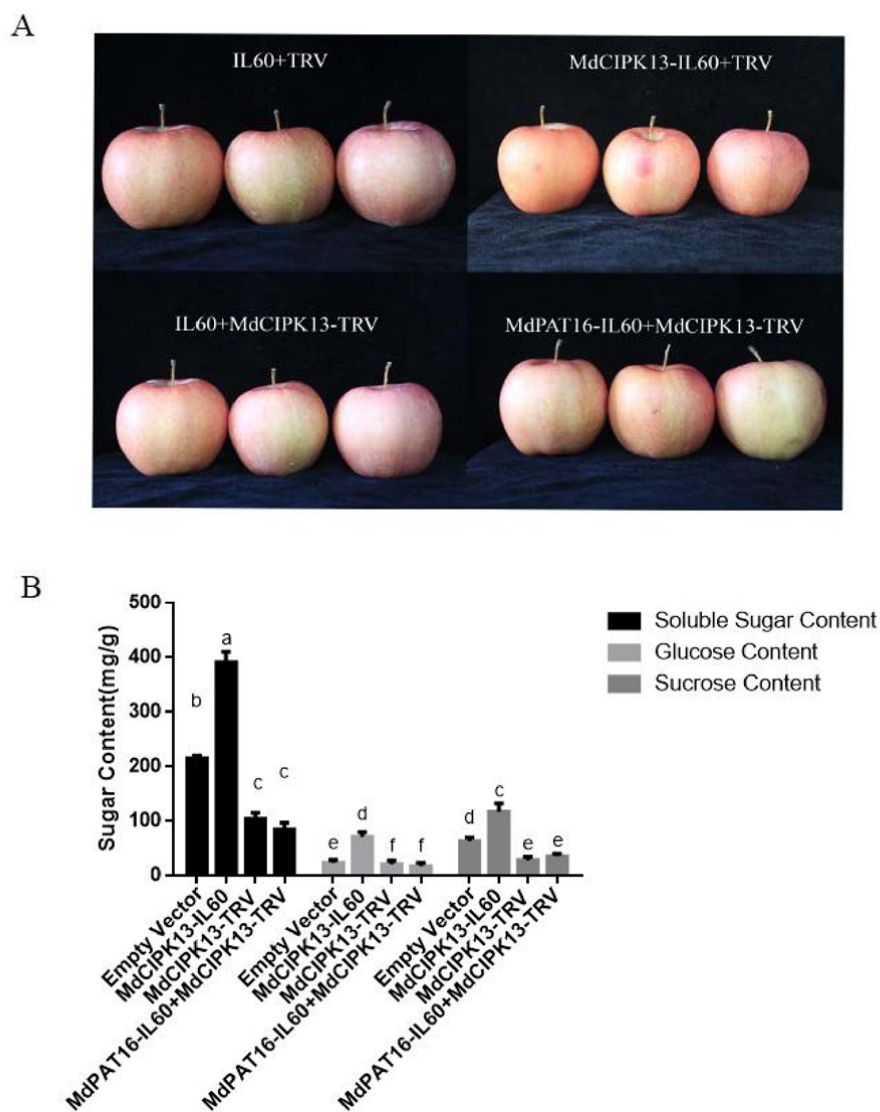 A
IL60+TRV
MdCIPK13-IL60+TRV
IL60+MdCIPK13-TRV
MdPAT16-IL60+MdCIPK13-TRV
B
Sugar Content(mg/g)
500
400
300
200
100
0
b
a
c
c
e
d
f
f
d
c
e
e
Empty Vector
MdCIPK13-IL60
MdCIPK13-TRV
MdPAT16-IL60+MdCIPK13-TRV
Empty Vector
MdCIPK13-IL60
MdCIPK13-TRV
MdPAT16-IL60+MdCIPK13-TRV
Empty Vector
MdCIPK13-IL60
MdCIPK13-TRV
MdPAT16-IL60+MdCIPK13-TRV
Soluble Sugar Content
Glucose Content
Sucrose Content